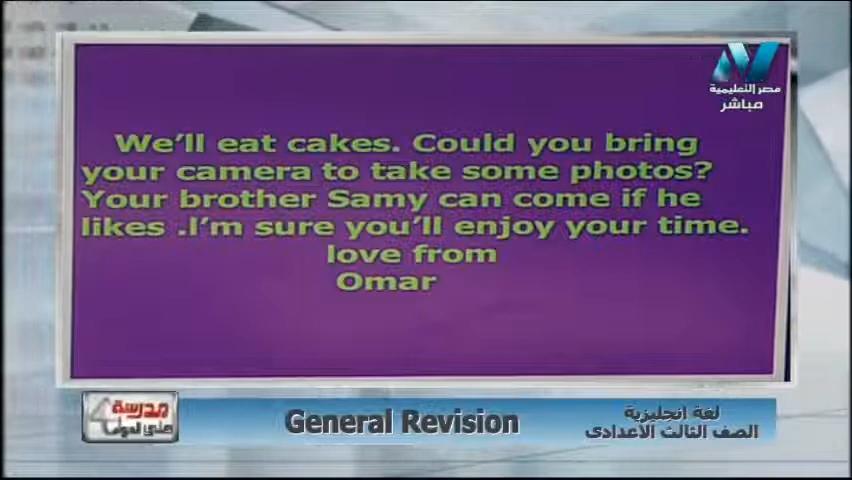 مصر التعليمية
مباشر
We'll eat cakes. Could you bring
your camera to take some photos?
Your brother Samy can come if he
likes .I'm sure you'll enjoy your time.
love from
Omar
مدرسة
على الهواء
General Revision
لغة انجليزية
الصف الثالث الاعدادى